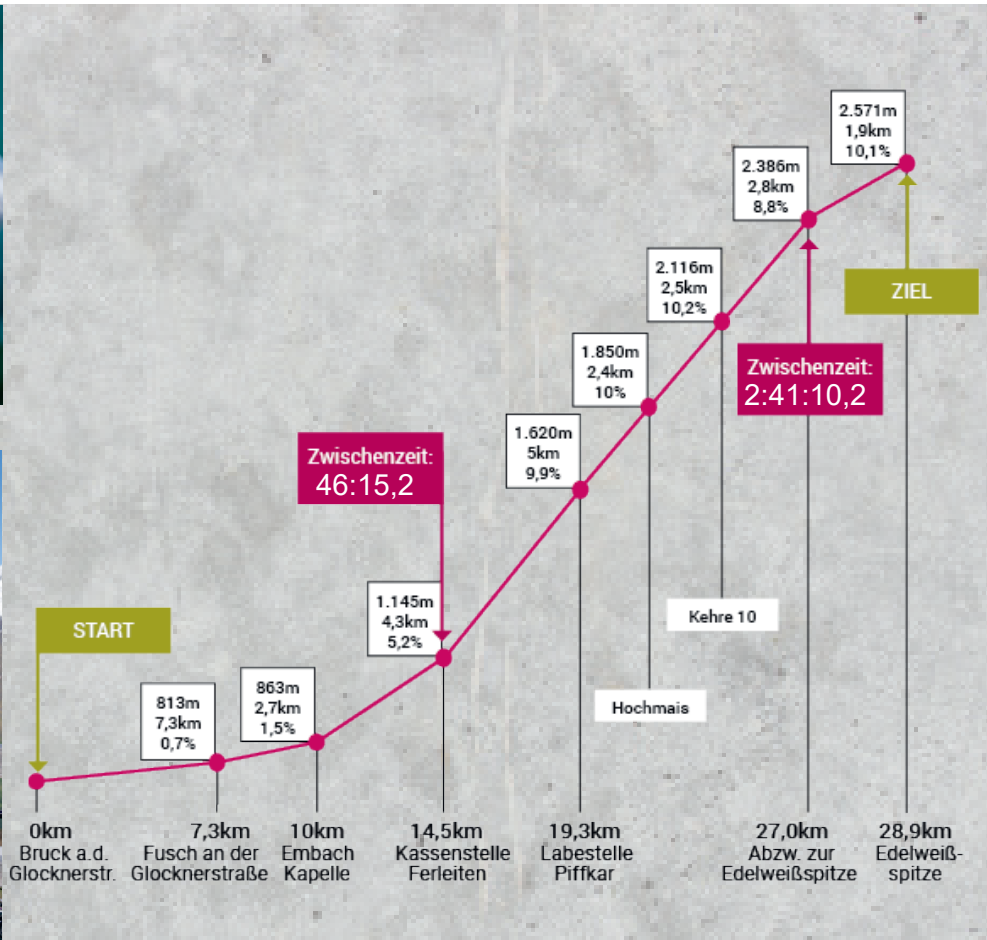 2.571m
1,9km
10,1%
2.386m
2,8km
8,8%
ZIEL
2.116m
2,5km
10,2%
1.850m
2,4km
10%
Zwischenzeit:
2:41:10,2
1.620m
5km
9,9%
Zwischenzeit:
46:15,2
1.145m
4,3km
5,2%
START
Kehre 10
863m
2,7km
1,5%
813m
7,3km
0,7%
Hochmais
0km
Bruck a.d.
Glocknerstr.
7,3km
Fusch an der
Glocknerstraße
10km
Embach
Kapelle
14,5km
Kassenstelle
Ferleiten
19,3km
Labestelle
Piffkar
27,0km
Abzw. zur
Edelweißspitze
28,9km
Edelweiß-
spitze